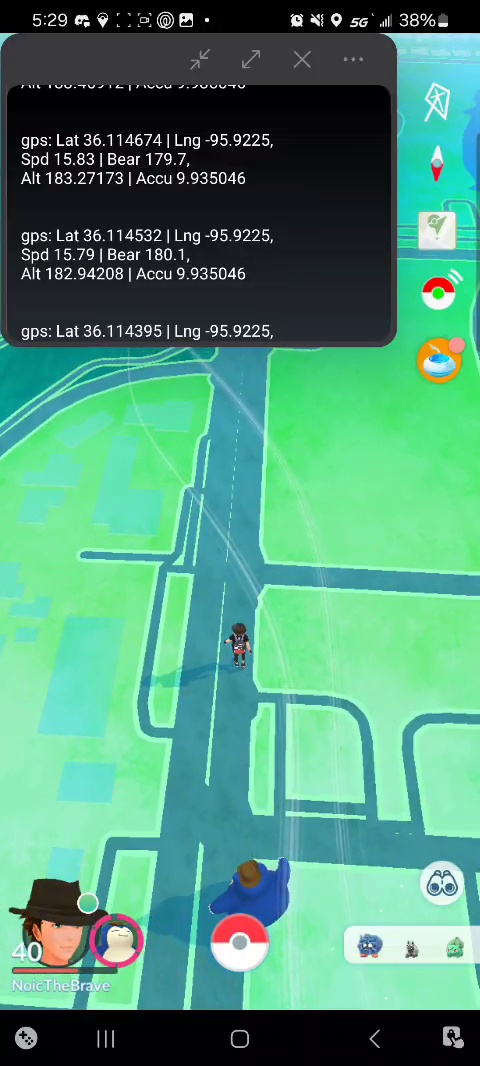 5:29
5G 38%
gps: Lat 36.114674 | Lng -95.9225,
Spd 15.83 | Bear 179.7,
Alt 183.27173 | Accu 9.935046
gps: Lat 36.114532 | Lng -95.9225,
Spd 15.79 | Bear 180.1,
Alt 182.94208 | Accu 9.935046
gps: Lat 36.114395 | Lng -95.9225,
40
NoicTheBrave